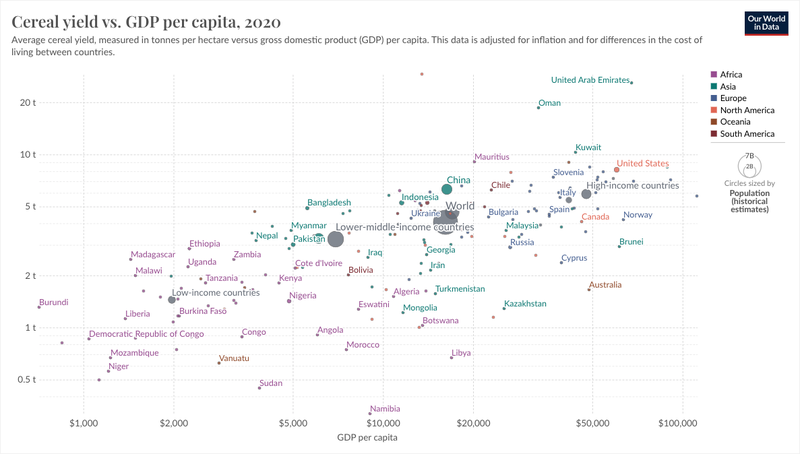 Cereal yield vs. GDP per capita, 2020
Our World
in Data
Average cereal yield, measured in tonnes per hectare versus gross domestic product (GDP) per capita. This data is adjusted for inflation and for differences in the cost of
living between countries.
Africa
Asia
Europe
North America
Oceania
South America
7B
2B
Circles sized by
Population
(historical
estimates)
20 t
10 t
5 t
2 t
1 t
0.5 t
United Arab Emirates
Oman
Kuwait
Mauritius
United States
Slovenia
China
Chile
High-income countries
Indonesia
Italy
Bangladesh
World
Ukraine
Bulgaria
Spain
Canada
Norway
Myanmar
Lower-middle-income countries
Malaysia
Nepal
Pakistan
Ethiopia
Russia
Brunei
Madagascar
Zambia
Iraq
Georgia
Uganda
Cote d'Ivoire
Iran
Cyprus
Malawi
Tanzania
Kenya
Bolivia
Low-income countries
Nigeria
Algeria
Turkmenistan
Australia
Burundi
Liberia
Burkina Faso
Eswatini
Mongolia
Kazakhstan
Botswana
Democratic Republic of Congo
Congo
Angola
Mozambique
Morocco
Libya
Niger
Vanuatu
Sudan
Namibia
$1,000
$2,000
$5,000
$10,000
$20,000
$50,000
$100,000
GDP per capita